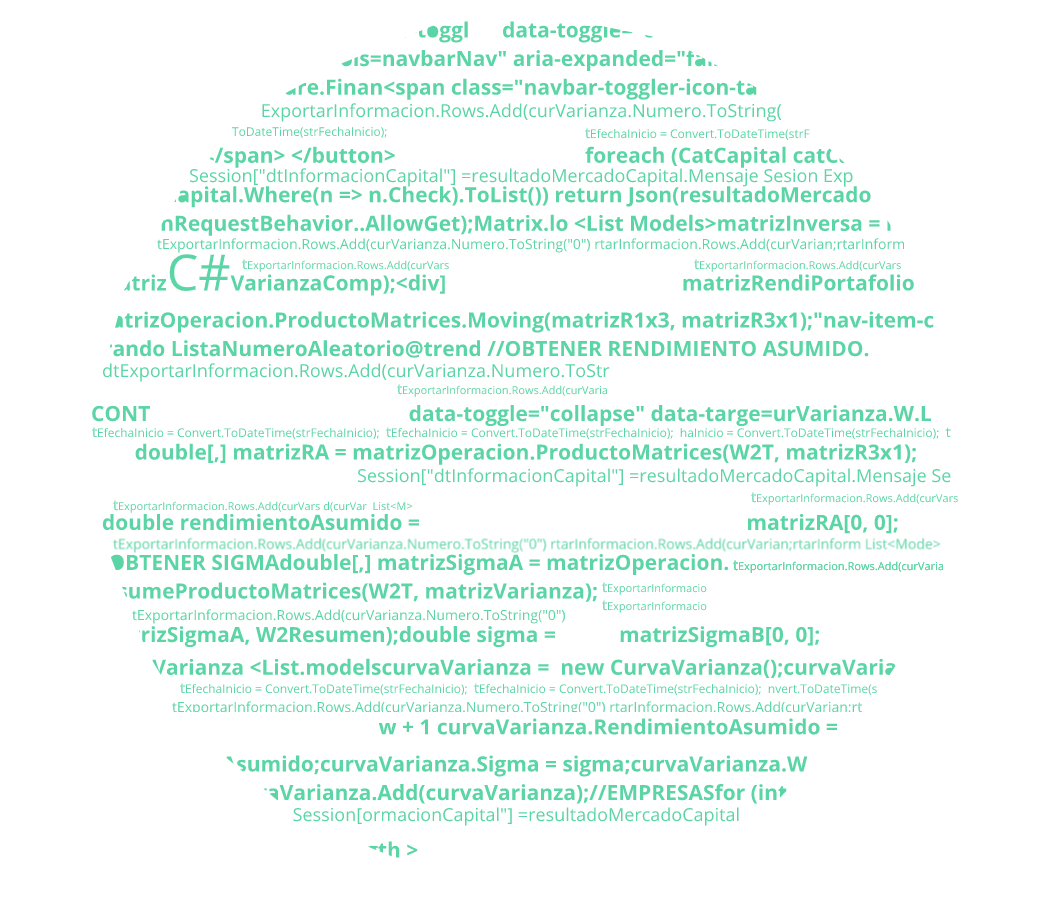 toggl data-toggle=
ls=navbarNav" aria-expanded="fal
are.Finan<span class="navbar-toggler-icon-ta
ExportarInformacion.Rows.Add(curVarianza.Numero.ToString(
ToDateTime(strFechaInicio); tEfechaInicio = Convert,ToDateTime(strF
/span> </button> foreach (CatCapital catC
Session["dtInformacionCapital"] =resultadoMercadoCapital.Mensaje Sesion Exp
apital.Where(n => n.Check).ToList()) return Json(resultadoMercado
nRequestBehavior..AllowGet);Matrix.lo <List Models>matrizInversa =
tExportarInformacion.Rows.Add(curVarianza.Numero.ToString("0") rtarInformacion.Rows.Add(curVarian;rtarInform
tExportarInformacion.Rows.Add(curVars tExportarInformacion.Rows.Add(curVars
atrizC#VarianzaComp);<div] matrizRendiPortafolio
atrizOperacion.ProductoMatrices.Moving(matrizR1x3, matrizR3x1);"nav-item-c
rando ListaNumeroAleatorio@trend //OBTENER RENDIMIENTO ASUMIDO.
dtExportarInformacion.Rows.Add(curVarianza.Numero.ToStr
tExportarInformacion.Rows.Add(curVaria
CONT data-toggle="collapse" data-targe=urVarianza.W.L
tEfechaInicio = Convert,ToDateTime(strFechaInicio); tEfechaInicio = Convert,ToDateTime(strFechaInicio); haInicio = Convert,ToDateTime(strFechaInicio); t
double[,] matrizRA = matrizOperacion.ProductoMatrices(W2T, matrizR3x1);
Session["dtInformacionCapital"] =resultadoMercadoCapital.Mensaje Se
tExportarInformacion.Rows.Add(curVars
tExportarInformacion.Rows.Add(curVars d(curVar List<M>
double rendimientoAsumido = matrizRA[0, 0];
tExportarInformacion.Rows.Add(curVarianza.Numero.ToString("0") rtarInformacion.Rows.Add(curVarian;rtarInform List<Mode>
OBTENER SIGMAdouble[,] matrizSigmaA = matrizOperacion. tExportarInformacion.Rows.Add(curVaria
sumeProductoMatrices(W2T, matrizVarianza); tExportarInformacio
tExportarInformacio
tExportarInformacion.Rows.Add(curVarianza.Numero.ToString("0")
rizSigmaA, W2Resumen);double sigma = matrizSigmaB[0, 0];
Varianza <List.modelscurvaVarianza = new CurvaVarianza();curvaVaria
tEfechaInicio = Convert,ToDateTime(strFechaInicio); tEfechaInicio = Convert,ToDateTime(strFechaInicio); nvert,ToDateTime(s
tExportarInformacion.Rows.Add(curVarianza.Numero.ToString("0") rtarInformacion.Rows.Add(curVarian;rt
w + 1 curvaVarianza.RendimientoAsumido =
Asumido;curvaVarianza.Sigma = sigma;curvaVarianza.W
aVarianza.Add(curvaVarianza);//EMPRESASfor (int
Session[ormacionCapital"] =resultadoMercadoCapital
th >